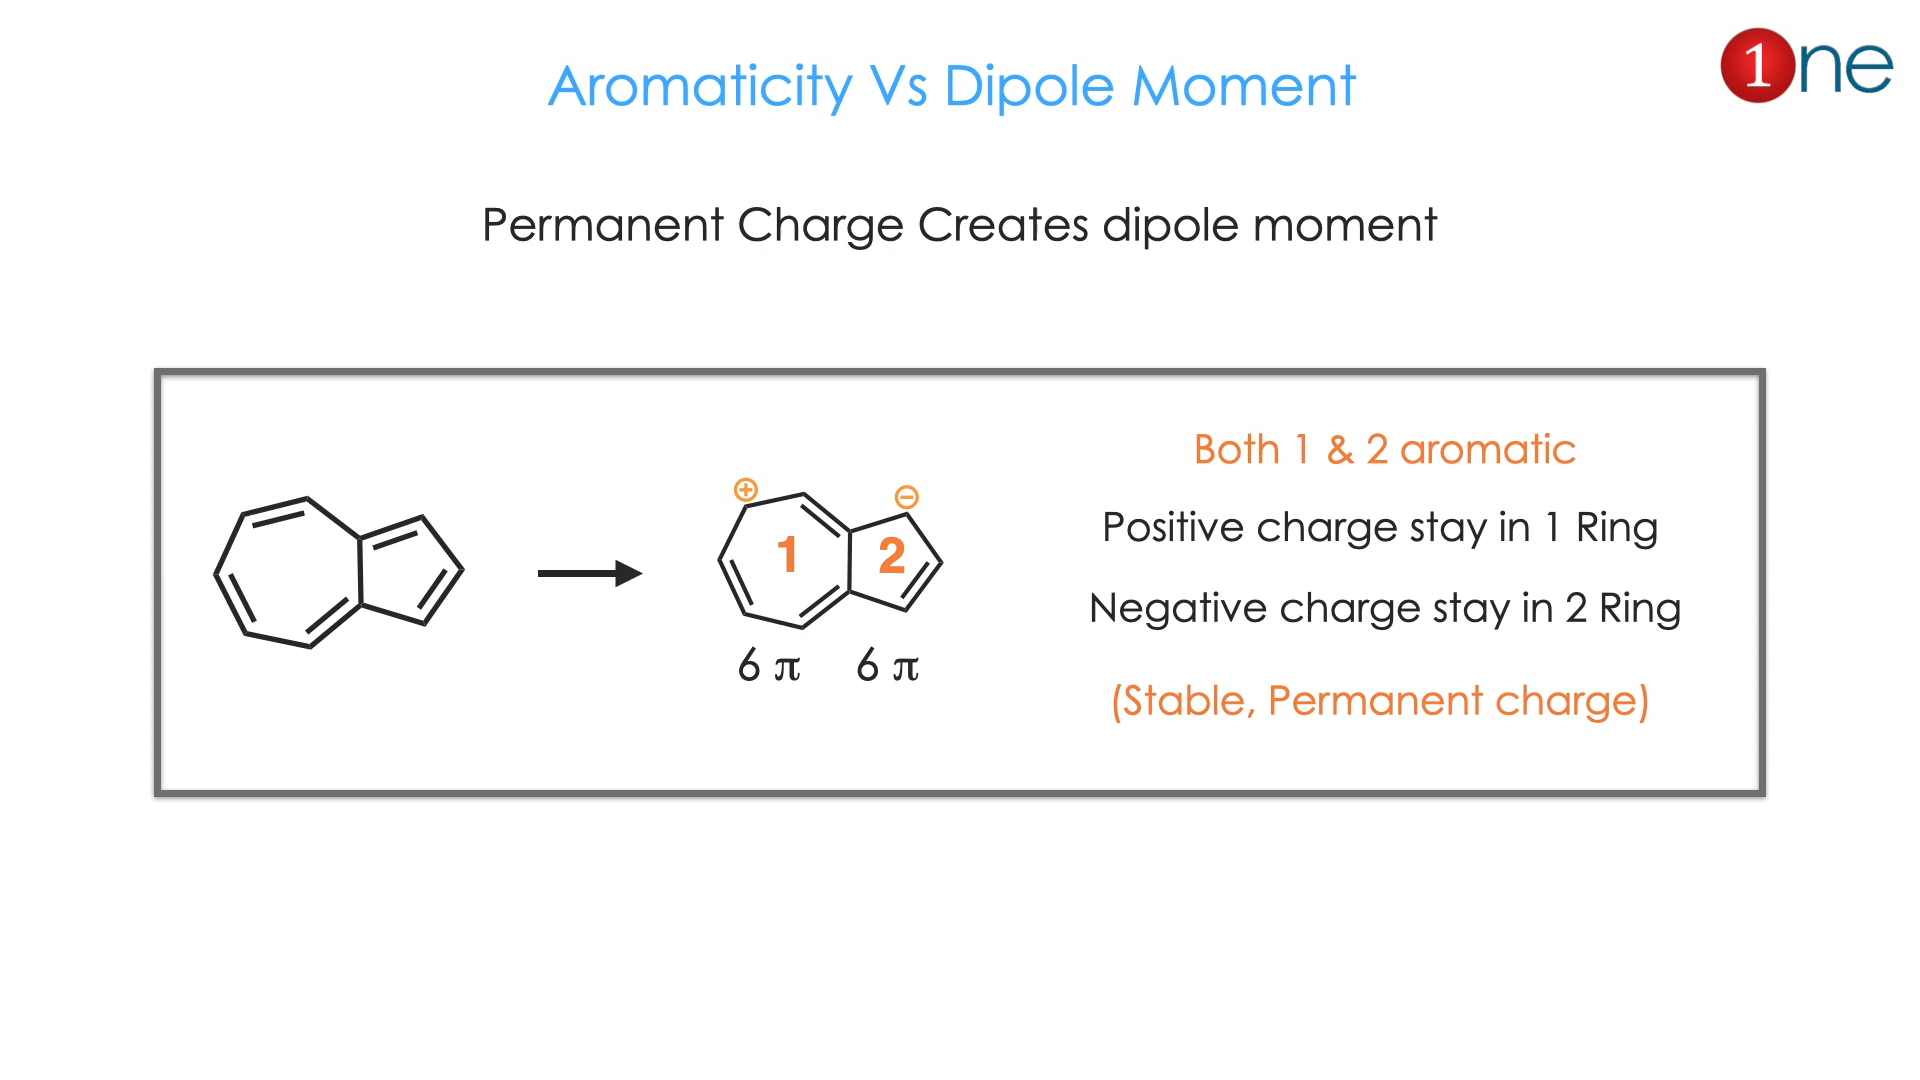 Aromaticity Vs Dipole Moment
1ne
Permanent Charge Creates dipole moment
Both 1 & 2 aromatic
Positive charge stay in 1 Ring
Negative charge stay in 2 Ring
(Stable, Permanent charge)
⊕ ⊖
1 2
6 π 6 π